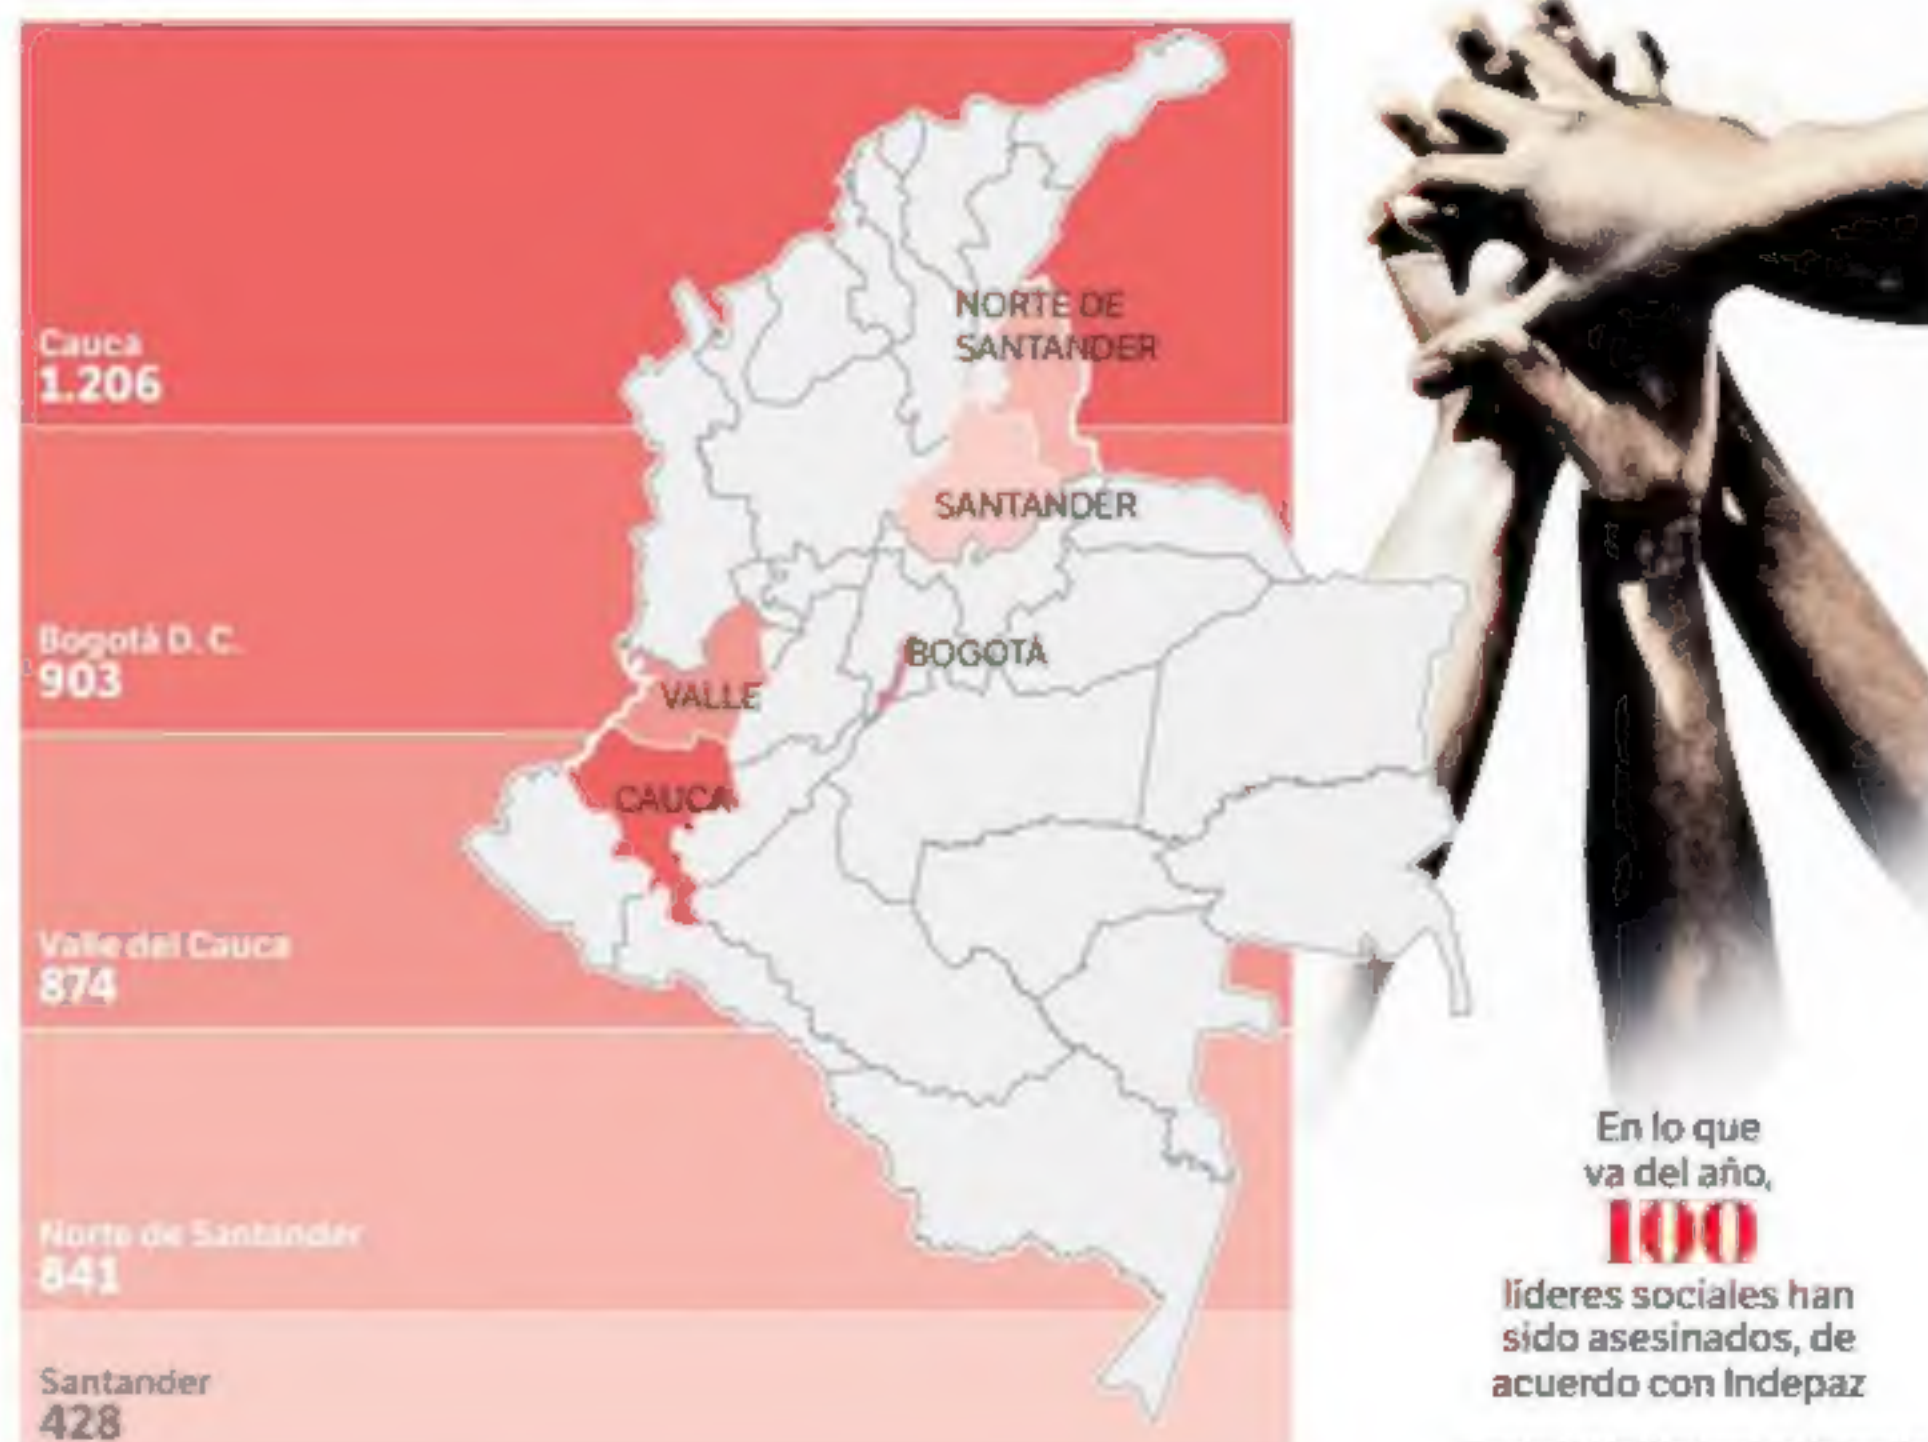 Cauca
1.206
Bogotá D. C.
903
Valle del Cauca
874
Norte de Santander
841
Santander
428
NORTE DE
SANTANDER
SANTANDER
BOGOTÁ
VALLE
CAUCA
En lo que
va del año,
100
líderes sociales han
sido asesinados, de
acuerdo con Indepaz